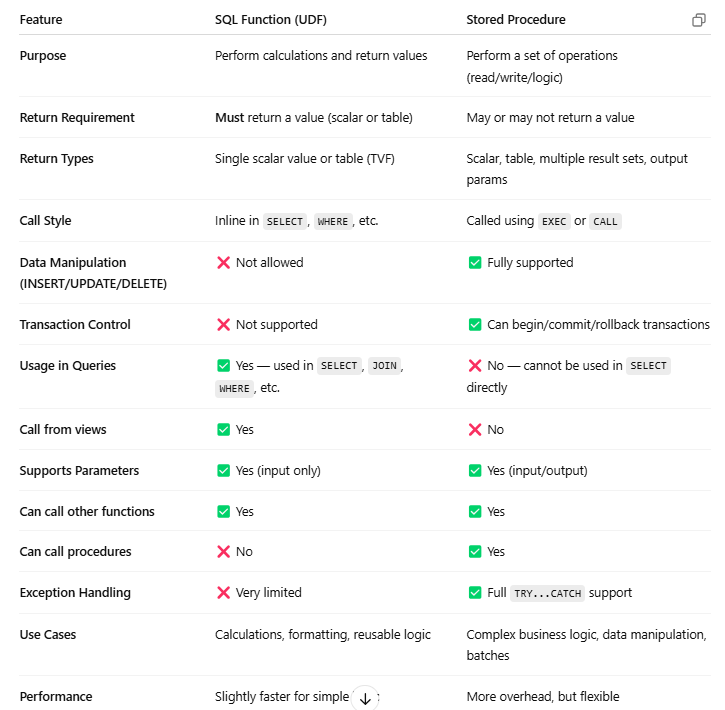 Feature SQL Function (UDF) Stored Procedure
Purpose Perform calculations and return values Perform a set of operations
(read/write/logic)
Return Requirement Must return a value (scalar or table) May or may not return a value
Return Types Single scalar value or table (TVF) Scalar, table, multiple result sets, output
params
Call Style Inline in SELECT, WHERE, etc. Called using EXEC or CALL
Data Manipulation ❌ Not allowed ✅ Fully supported
(INSERT/UPDATE/DELETE)
Transaction Control ❌ Not supported ✅ Can begin/commit/rollback transactions
Usage in Queries ✅ Yes — used in SELECT, JOIN, ❌ No — cannot be used in SELECT
WHERE, etc. directly
Call from views ✅ Yes ❌ No
Supports Parameters ✅ Yes (input only) ✅ Yes (input/output)
Can call other functions ✅ Yes ✅ Yes
Can call procedures ❌ No ✅ Yes
Exception Handling ❌ Very limited ✅ Full TRY...CATCH support
Use Cases Calculations, formatting, reusable logic Complex business logic, data manipulation,
batches
Performance Slightly faster for simple More overhead, but flexible